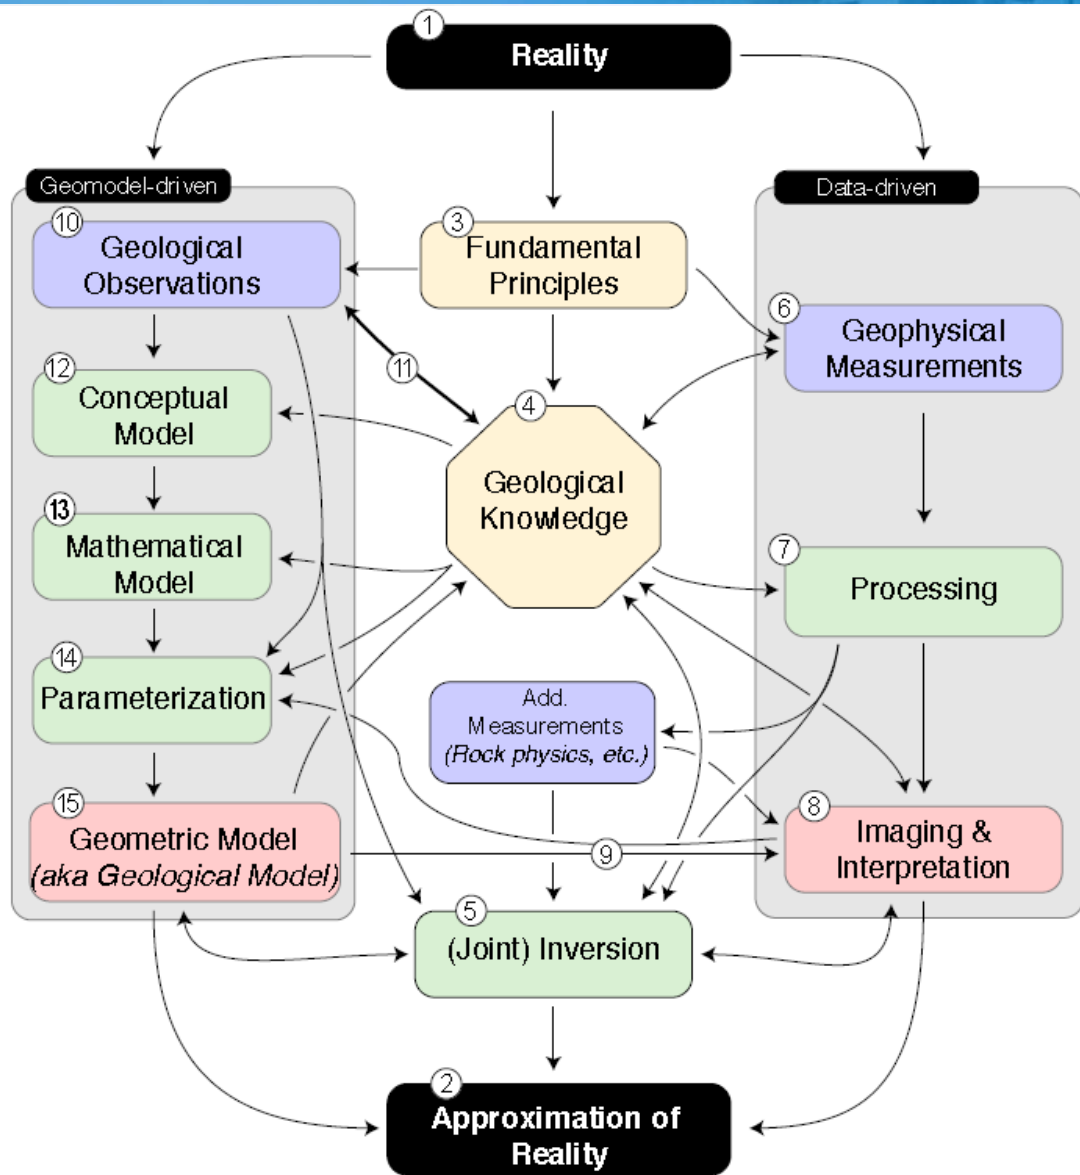 1
Reality
Geomodel-driven
Data-driven
10
Geological
Observations
3
Fundamental
Principles
6
Geophysical
Measurements
11
12
Conceptual
Model
4
Geological
Knowledge
13
Mathematical
Model
7
Processing
14
Parameterization
Add.
Measurements
(Rock physics, etc.)
15
Geometric Model
(aka Geological Model)
9
8
Imaging &
Interpretation
5
(Joint) Inversion
2
Approximation of
Reality